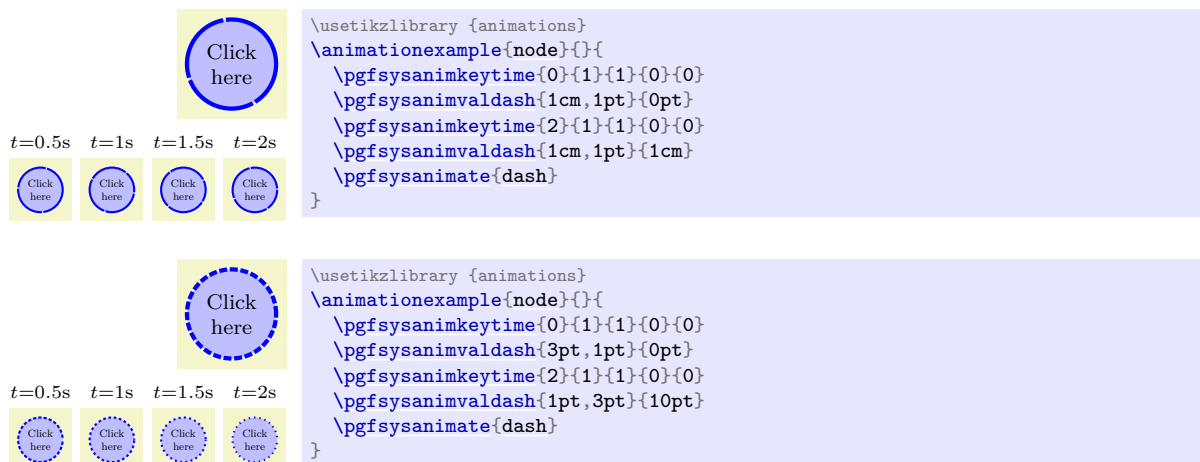 Click
here
t=0.5s t=1s t=1.5s t=2s
Click Click Click Click
here here here here
\usetikzlibrary {animations}
\animationexample{node}{}{
  \pgfsysanimkeytime{0}{1}{1}{0}{0}
  \pgfsysanimvaldash{1cm,1pt}{0pt}
  \pgfsysanimkeytime{2}{1}{1}{0}{0}
  \pgfsysanimvaldash{1cm,1pt}{1cm}
  \pgfsysanimate{dash}
}
Click
here
t=0.5s t=1s t=1.5s t=2s
Click Click Click Click
here here here here
\usetikzlibrary {animations}
\animationexample{node}{}{
  \pgfsysanimkeytime{0}{1}{1}{0}{0}
  \pgfsysanimvaldash{3pt,1pt}{0pt}
  \pgfsysanimkeytime{2}{1}{1}{0}{0}
  \pgfsysanimvaldash{1pt,3pt}{10pt}
  \pgfsysanimate{dash}
}